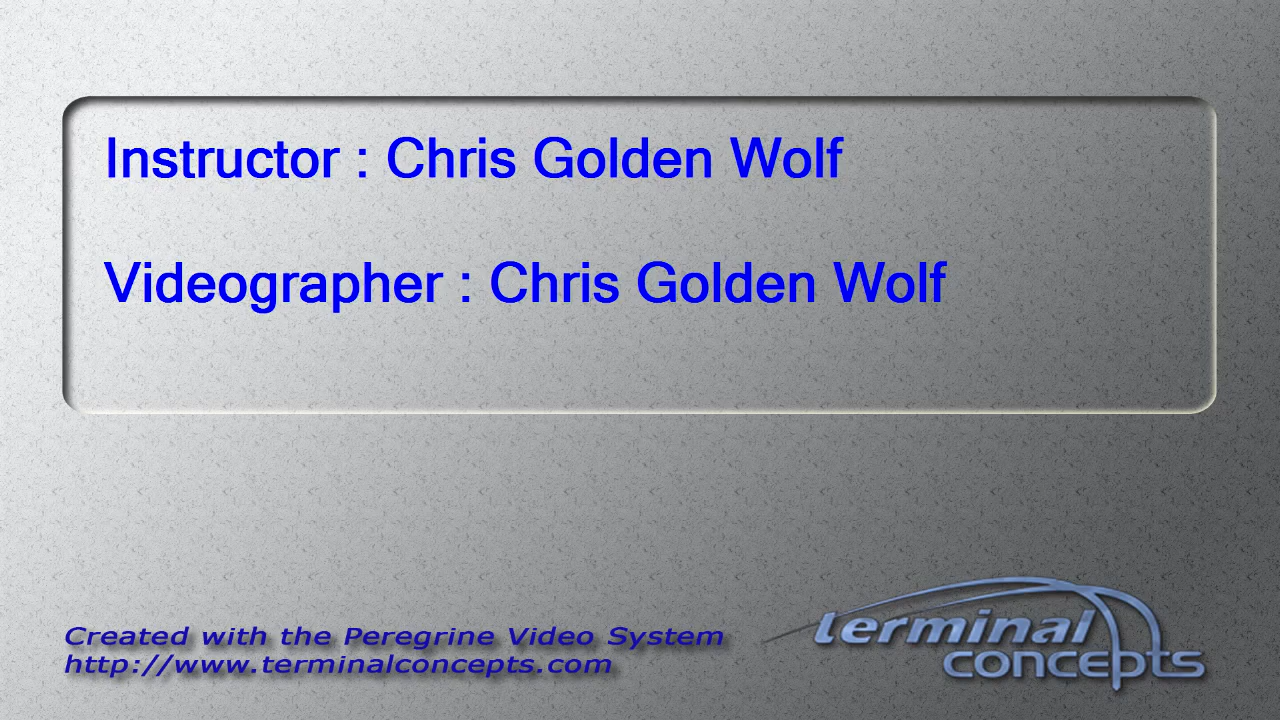 Instructor : Chris Golden Wolf
Videographer : Chris Golden Wolf
Created with the Peregrine Video System
http://www.terminalconcepts.com
terminal
concepts